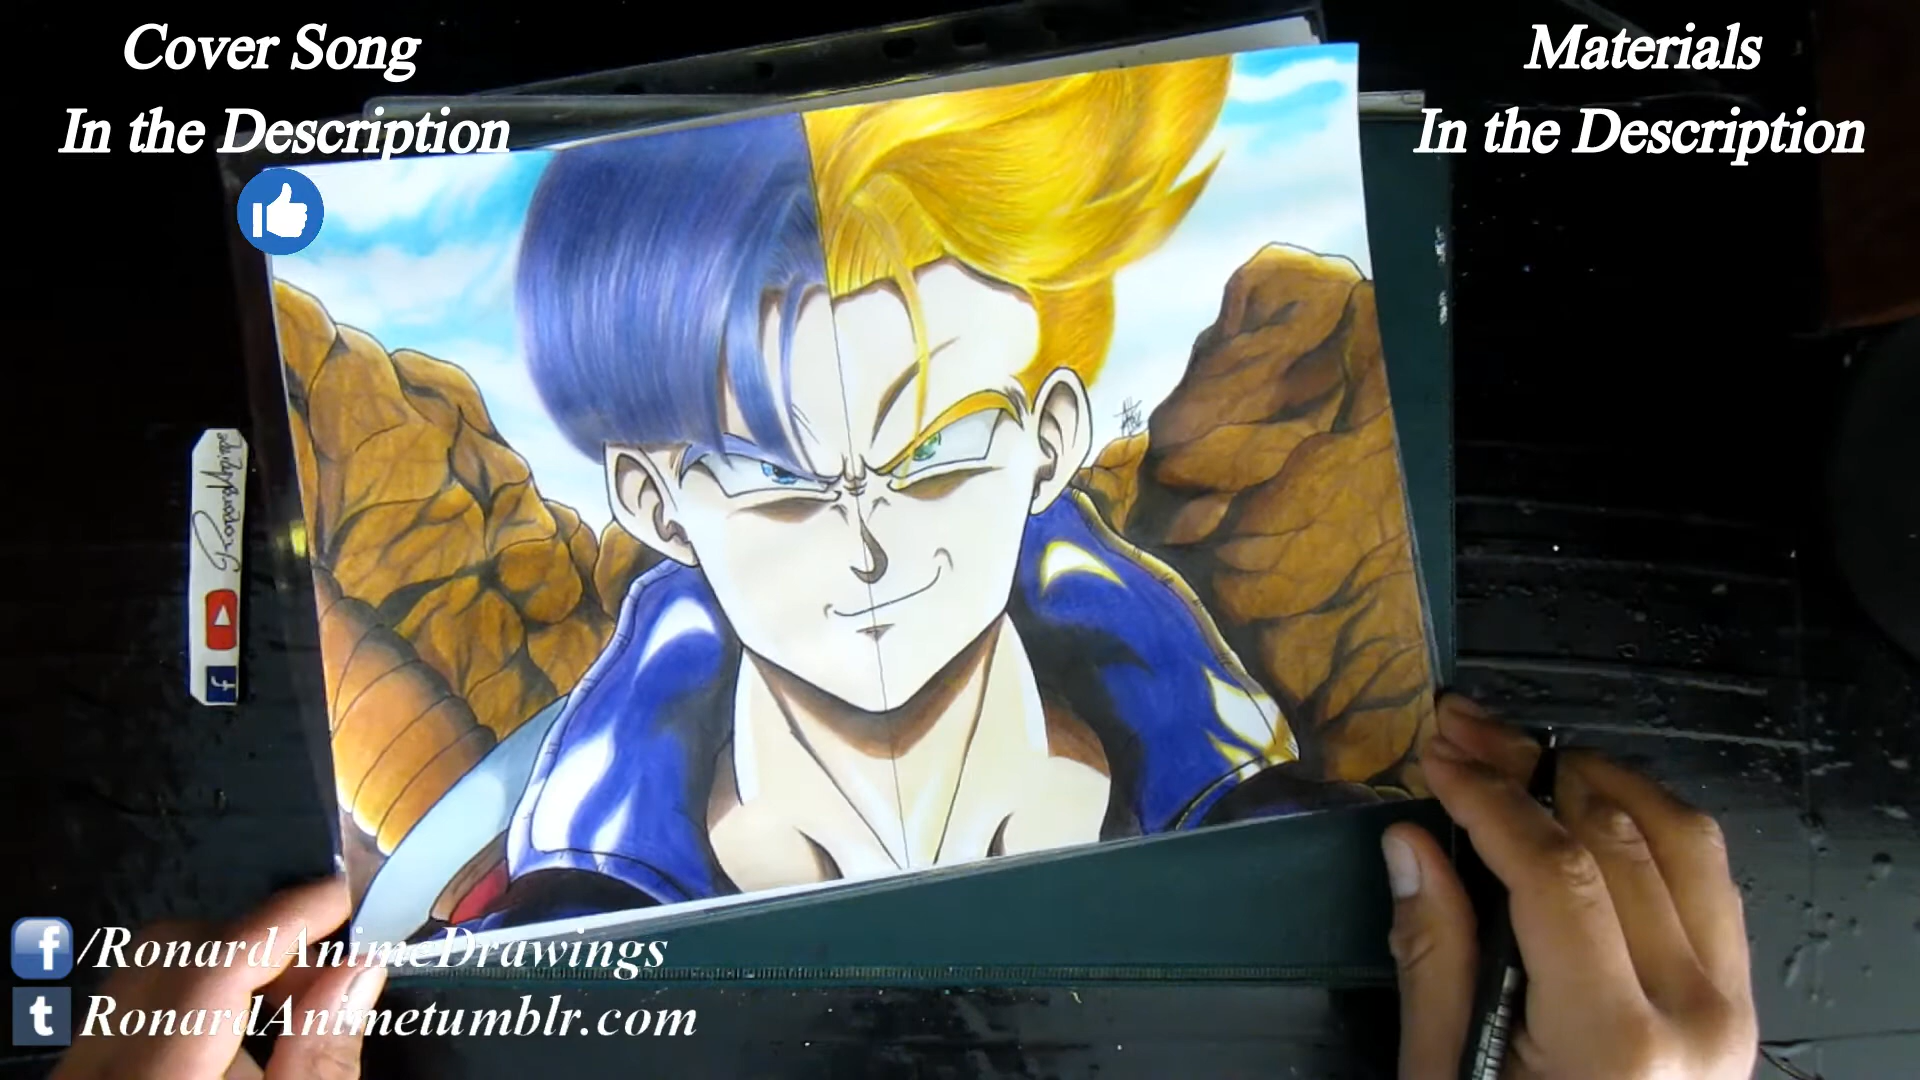 Cover Song
In the Description
Materials
In the Description
/RonardAnimeDrawings
RonardAnimetumblr.com